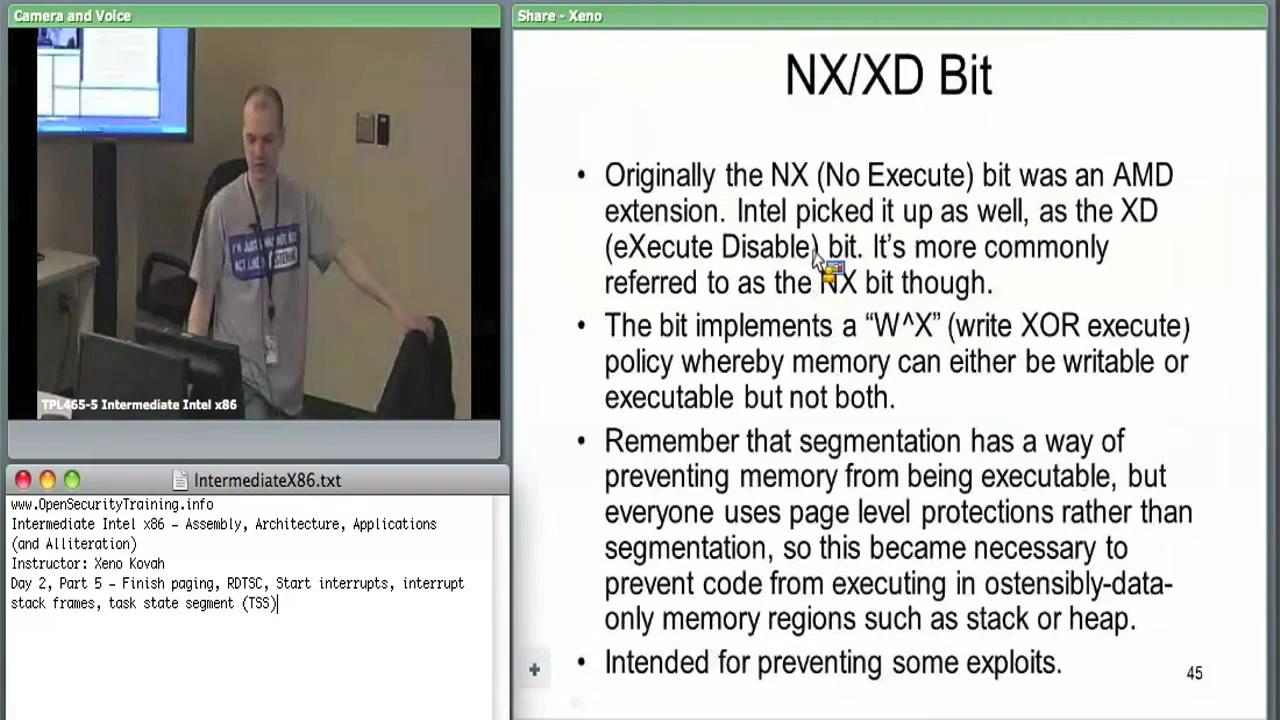 Camera and Voice
TPL465-5 Intermediate Intel x86
IntermediateX86.txt
www.OpenSecurityTraining.info
Intermediate Intel x86 – Assembly, Architecture, Applications
(and Alliteration)
Instructor: Xeno Kovah
Day 2, Part 5 – Finish paging, RDTSC, Start interrupts, interrupt
stack frames, task state segment (TSS)
Share - Xeno
NX/XD Bit
• Originally the NX (No Execute) bit was an AMD
extension. Intel picked it up as well, as the XD
(eXecute Disable) bit. It's more commonly
referred to as the NX bit though.
• The bit implements a “W^X” (write XOR execute)
policy whereby memory can either be writable or
executable but not both.
• Remember that segmentation has a way of
preventing memory from being executable, but
everyone uses page level protections rather than
segmentation, so this became necessary to
prevent code from executing in ostensibly-data-
only memory regions such as stack or heap.
• Intended for preventing some exploits.
45